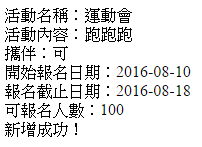 活動名稱：運動會
活動內容：跑跑跑
攜伴：可
開始報名日期：2016-08-10
報名截止日期：2016-08-18
可報名人數：100
新增成功！